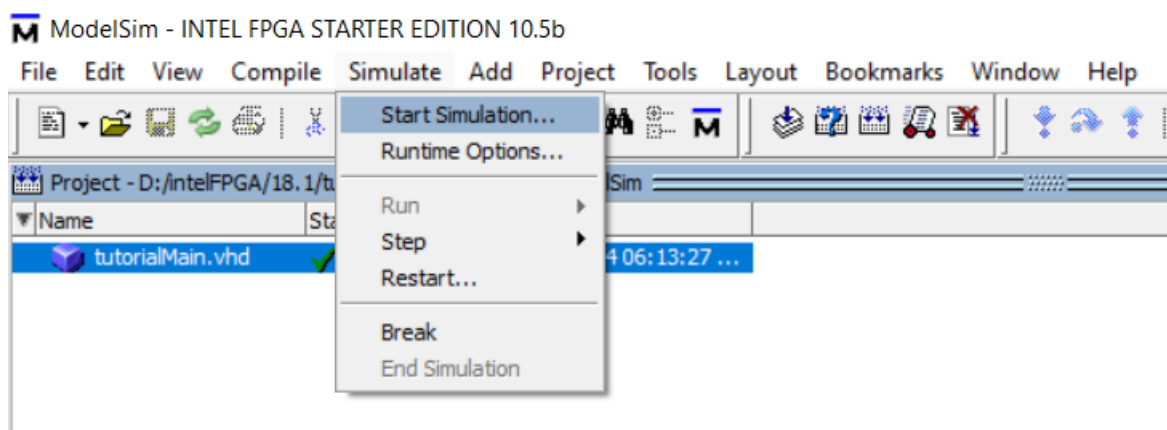 ModelSim - INTEL FPGA STARTER EDITION 10.5b
File Edit View Compile Simulate Add Project Tools Layout Bookmarks Window Help
Start Simulation...
Runtime Options...
Project - D:/intelFPGA/18.1/tu lSim
Name Sta
Run
tutorialMain.vhd 4 06:13:27 ...
Step
Restart...
Break
End Simulation